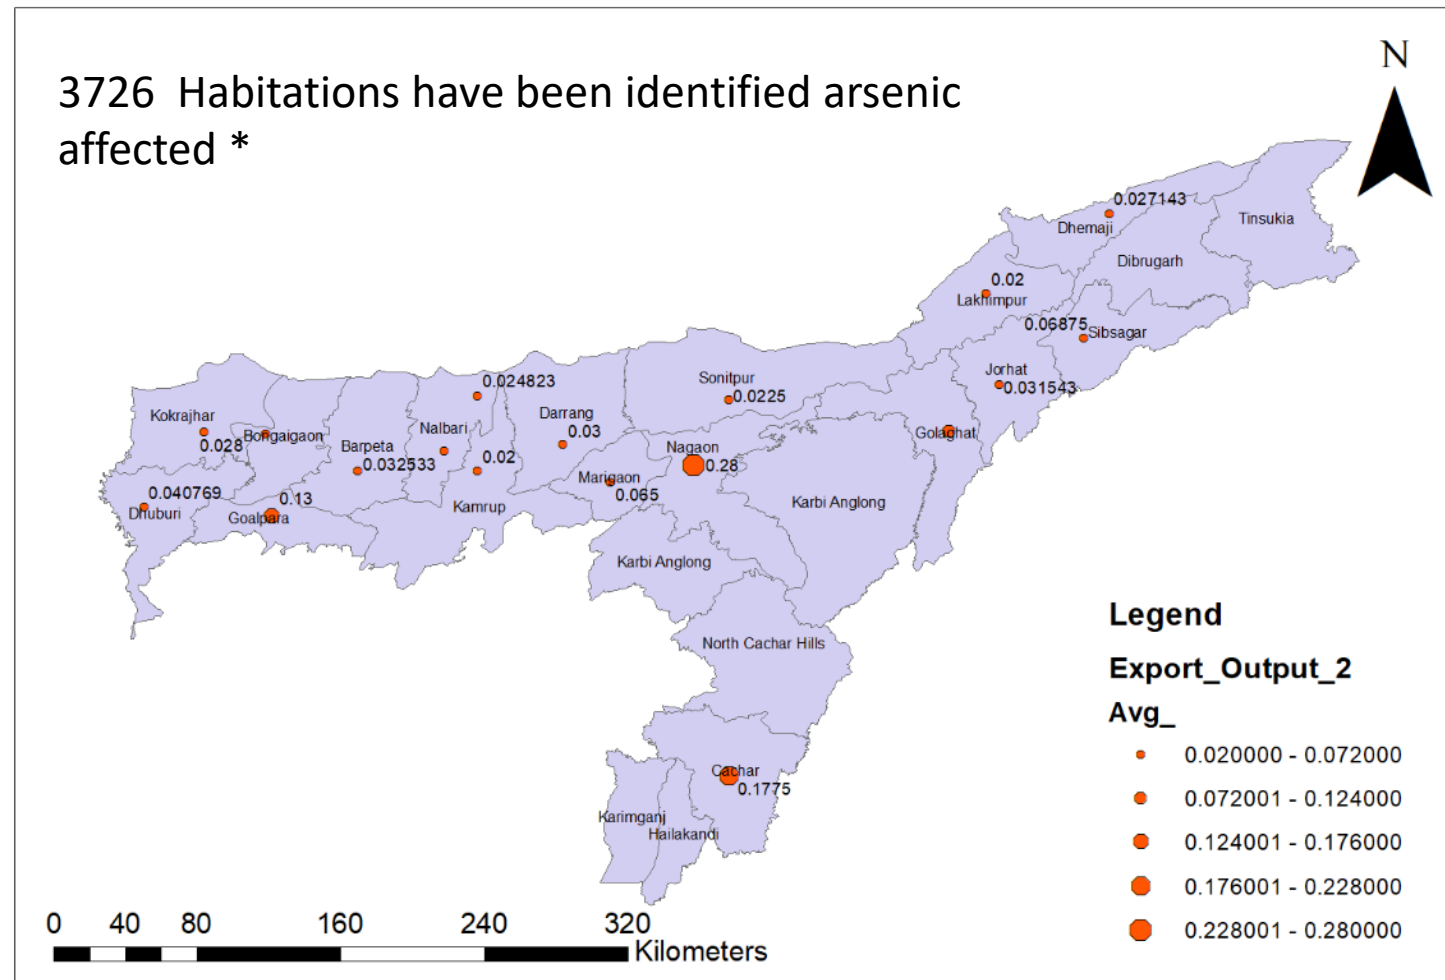 3726 Habitations have been identified arsenic
affected *
N
0.027143
Tinsukia
Dhemaji
Dibrugarh
0.02
Lakhimpur
0.06875
Sibsagar
Jorhat
0.031543
Sonitpur
0.0225
0.024823
Kokrajhar
0.028
Bongaigaon
Barpeta
0.032533
Nalbari
0.02
Darrang
0.03
Nagaon
0.28
Golaghat
Marigaon
0.065
0.040769
Dhuburi
0.13
Goalpara
Kamrup
Karbi Anglong
Karbi Anglong
North Cachar Hills
Cachar
0.1775
Karimganj
Hailakandi
Legend
Export_Output_2
Avg_
0.020000 - 0.072000
0.072001 - 0.124000
0.124001 - 0.176000
0.176001 - 0.228000
0.228001 - 0.280000
0 40 80 160 240 320
Kilometers